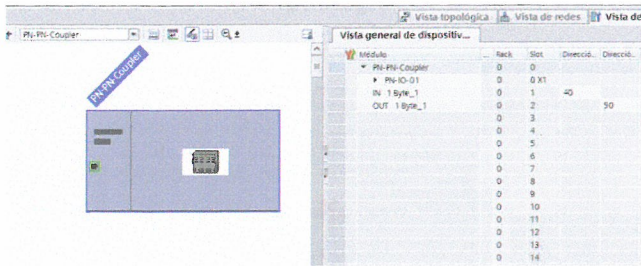 Vista topológica Vista de redes Vista de
PN-PN-Coupler
Vista general de dispositiv...
PN-PN-Coupler
Módulo ... Rack Slot Direcció.. Direcció..
PN-PN-Coupler 0 0
PN-IO-01 0 0 X1
IN 1 Byte_1 0 1 40
OUT 1 Byte_1 0 2 50
0 3
0 4
0 5
0 6
0 7
0 8
0 9
0 10
0 11
0 12
0 13
0 14